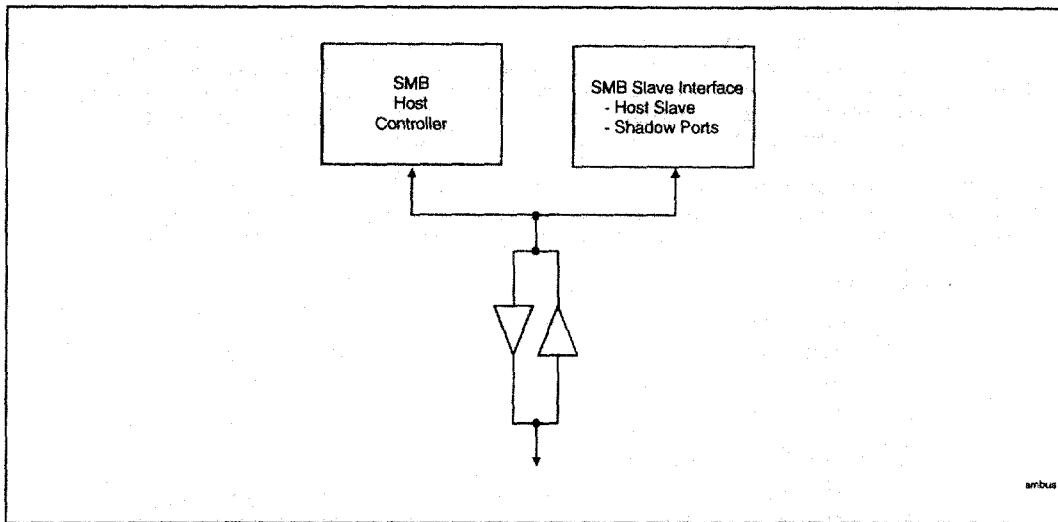 SMB
Host
Controller
SMB Slave Interface
- Host Slave
- Shadow Ports
smbus